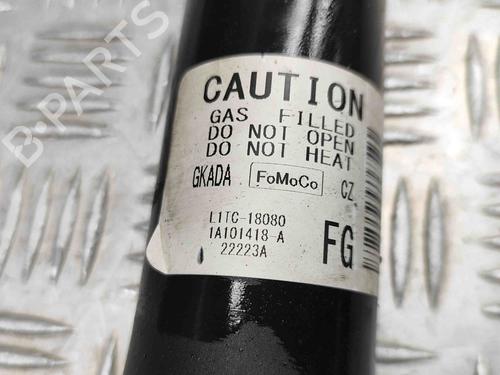 B-PARTS
CAUTION
GAS FILLED
DO NOT OPEN
DO NOT HEAT
GKADA FoMoCo CZ
L1TC-18080
1A101418-A
22223A
FG